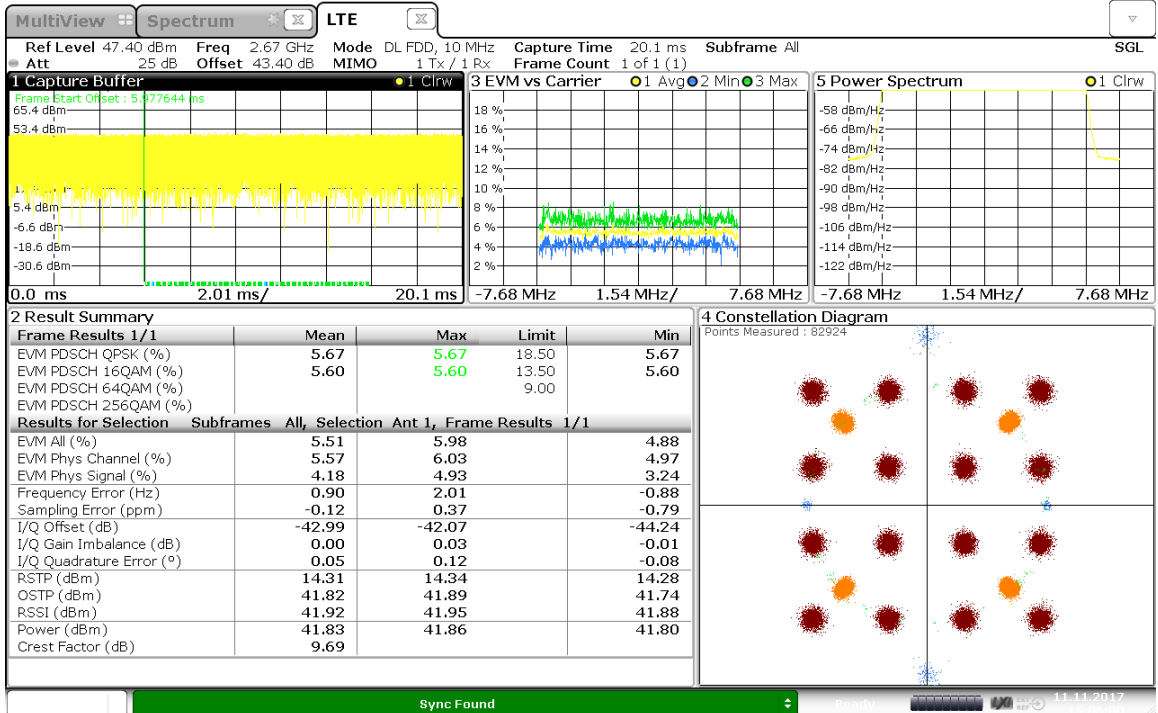 MultiView Spectrum LTE
Ref Level 47.40 dBm Freq 2.67 GHz Mode DL FDD, 10 MHz Capture Time 20.1 ms Subframe All SGL
Att 25 dB Offset 43.40 dB MIMO 1 Tx / 1 Rx Frame Count 1 of 1 (1)
1 Capture Buffer 1 Clrw
Frame Start Offset : 5.977644 ms
65.4 dBm
53.4 dBm
5.4 dBm
-6.6 dBm
-18.6 dBm
-30.6 dBm
0.0 ms 2.01 ms/ 20.1 ms
3 EVM vs Carrier 1 Avg 2 Min 3 Max
18 %
16 %
14 %
12 %
10 %
8 %
6 %
4 %
2 %
-7.68 MHz 1.54 MHz/ 7.68 MHz
5 Power Spectrum 1 Clrw
-58 dBm/Hz
-66 dBm/Hz
-74 dBm/Hz
-82 dBm/Hz
-90 dBm/Hz
-98 dBm/Hz
-106 dBm/Hz
-114 dBm/Hz
-122 dBm/Hz
-7.68 MHz 1.54 MHz/ 7.68 MHz
2 Result Summary
Frame Results 1/1 Mean Max Limit Min
EVM PDSCH QPSK (%) 5.67 5.67 18.50 5.67
EVM PDSCH 16QAM (%) 5.60 5.60 13.50 5.60
EVM PDSCH 64QAM (%) 9.00
EVM PDSCH 256QAM (%)
Results for Selection Subframes All, Selection Ant 1, Frame Results 1/1
EVM All (%) 5.51 5.98 4.88
EVM Phys Channel (%) 5.57 6.03 4.97
EVM Phys Signal (%) 4.18 4.93 3.24
Frequency Error (Hz) 0.90 2.01 -0.88
Sampling Error (ppm) -0.12 0.37 -0.79
I/Q Offset (dB) -42.99 -42.07 -44.24
I/Q Gain Imbalance (dB) 0.00 0.03 -0.01
I/Q Quadrature Error (º) 0.05 0.12 -0.08
RSTP (dBm) 14.31 14.34 14.28
OSTP (dBm) 41.82 41.89 41.74
RSSI (dBm) 41.92 41.95 41.88
Power (dBm) 41.83 41.86 41.80
Crest Factor (dB) 9.69
4 Constellation Diagram
Points Measured : 82924
Sync Found
Ready
LXI
EXT
REF
11.11.2017